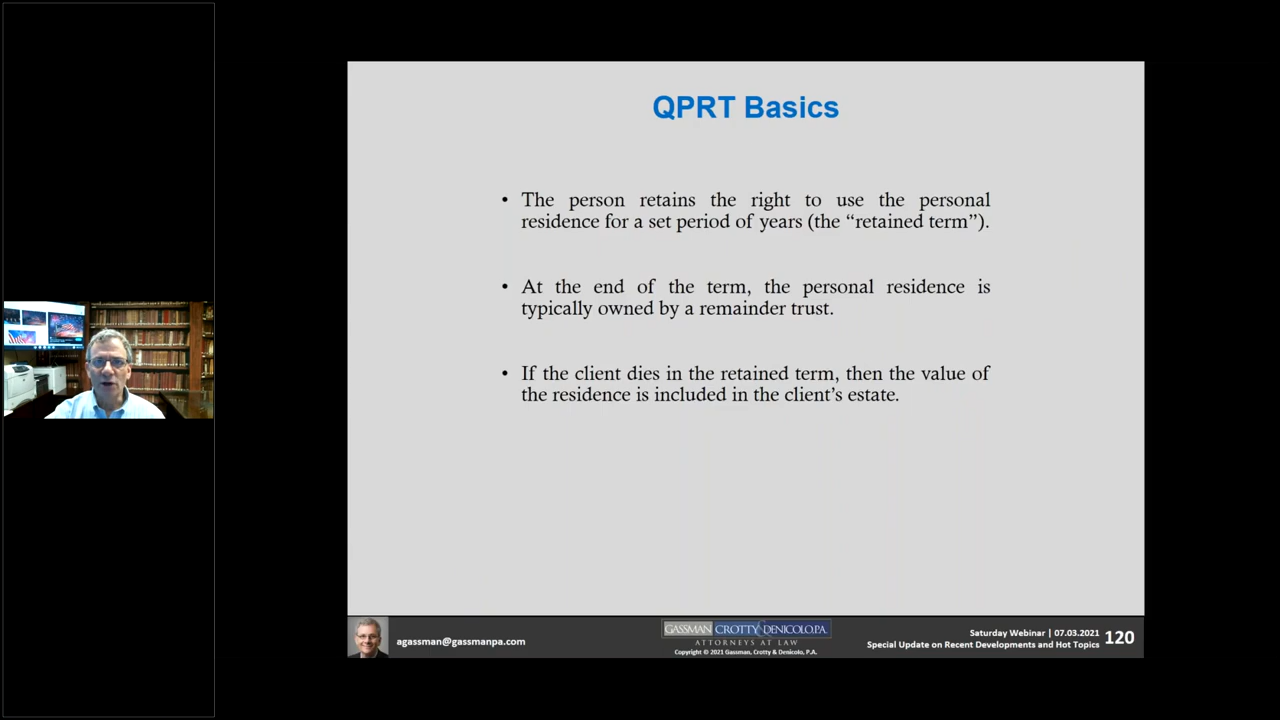 QPRT Basics
• The person retains the right to use the personal
residence for a set period of years (the “retained term”).
• At the end of the term, the personal residence is
typically owned by a remainder trust.
• If the client dies in the retained term, then the value of
the residence is included in the client’s estate.
agassman@gassmanpa.com
GASSMAN CROTTY & DENICOLO, P.A.
ATTORNEYS AT LAW
Copyright © 2021 Gassman, Crotty & Denicolo, P.A.
Saturday Webinar | 07.03.2021
Special Update on Recent Developments and Hot Topics
120